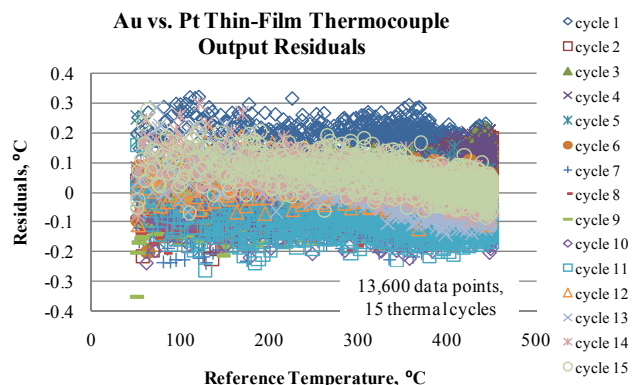 Au vs. Pt Thin-Film Thermocouple
Output Residuals
0.4
0.3
0.2
0.1
0
-0.1
-0.2
-0.3
-0.4
Residuals, ºC
0
100
200
300
400
500
Reference Temperature, ºC
13,600 data points,
15 thermal cycles
cycle 1
cycle 2
cycle 3
cycle 4
cycle 5
cycle 6
cycle 7
cycle 8
cycle 9
cycle 10
cycle 11
cycle 12
cycle 13
cycle 14
cycle 15